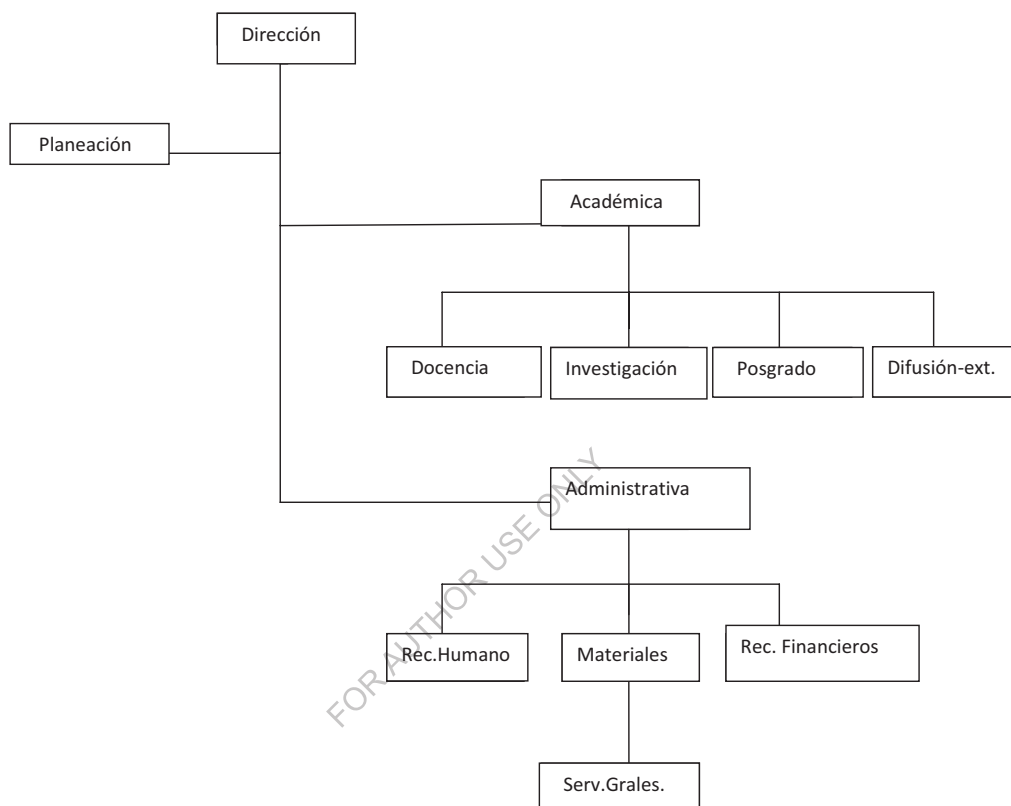 Dirección
Planeación
Académica
Docencia
Investigación
Posgrado
Difusión-ext.
Administrativa
Rec.Humano
Materiales
Rec. Financieros
Serv.Grales.
FOR AUTHOR USE ONLY